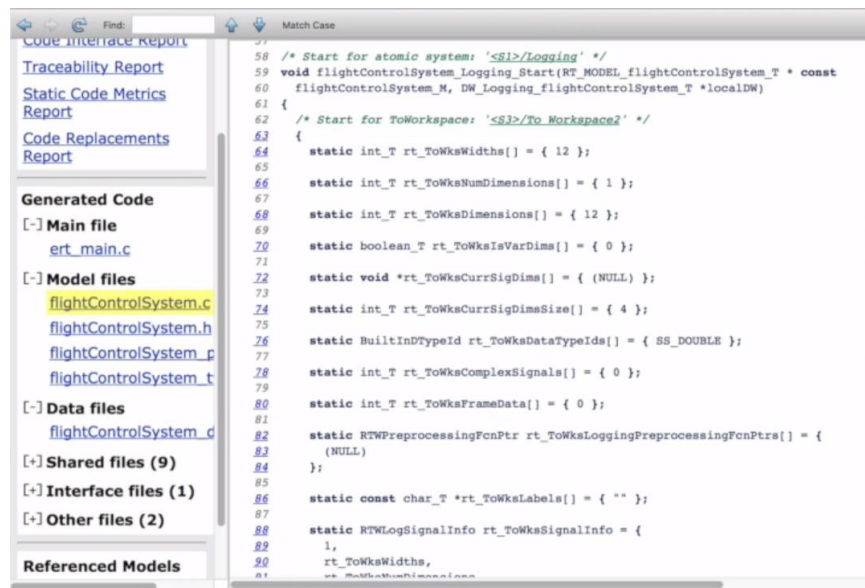 Find:
Match Case
Code Interface Report
Traceability Report
Static Code Metrics
Report
Code Replacements
Report
Generated Code
[-] Main file
ert_main.c
[-] Model files
flightControlSystem.c
flightControlSystem.h
flightControlSystem_p
flightControlSystem_t
[-] Data files
flightControlSystem_d
[+] Shared files (9)
[+] Interface files (1)
[+] Other files (2)
Referenced Models
57
58 /* Start for atomic system: '<S1>/Logging' */
59 void flightControlSystem_Logging_Start(RT_MODEL_flightControlSystem_T * const
60   flightControlSystem_M, DW_Logging_flightControlSystem_T *localDW)
61 {
62   /* Start for ToWorkspace: '<S3>/To Workspace2' */
63   {
64     static int_T rt_ToWksWidths[] = { 12 };
65
66     static int_T rt_ToWksNumDimensions[] = { 1 };
67
68     static int_T rt_ToWksDimensions[] = { 12 };
69
70     static boolean_T rt_ToWksIsVarDims[] = { 0 };
71
72     static void *rt_ToWksCurrSigDims[] = { (NULL) };
73
74     static int_T rt_ToWksCurrSigDimsSize[] = { 4 };
75
76     static BuiltInDTypeId rt_ToWksDataTypeIds[] = { SS_DOUBLE };
77
78     static int_T rt_ToWksComplexSignals[] = { 0 };
79
80     static int_T rt_ToWksFrameData[] = { 0 };
81
82     static RTWPreprocessingFcnPtr rt_ToWksLoggingPreprocessingFcnPtrs[] = {
83       (NULL)
84     };
85
86     static const char_T *rt_ToWksLabels[] = { "" };
87
88     static RTWLogSignalInfo rt_ToWksSignalInfo = {
89       1,
90       rt_ToWksWidths,
91       rt_ToWksNumDimensions